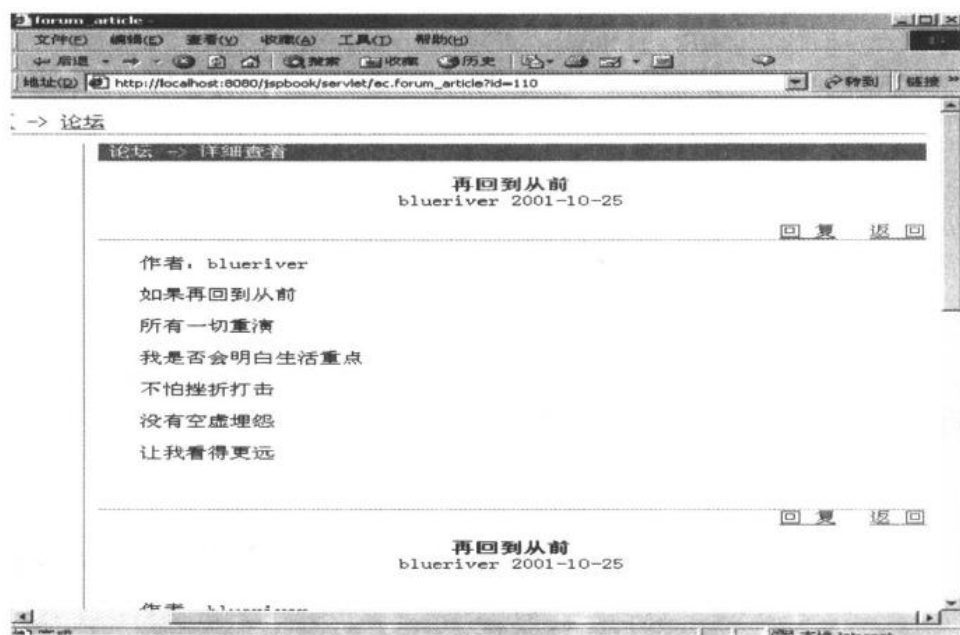 forum_article -
文件(E) 编辑(E) 查看(V) 收藏(A) 工具(T) 帮助(H)
后退 搜索 收藏 历史
地址(D) http://localhost:8080/jspbook/servlet/ec.forum_article?id=110 转到 链接 »
-> 论坛
论坛 -> 详细查看
再回到从前
blueriver 2001-10-25
回 复 返 回
作者：blueriver
如果再回到从前
所有一切重演
我是否会明白生活重点
不怕挫折打击
没有空虚埋怨
让我看得更远
回 复 返 回
再回到从前
blueriver 2001-10-25
作者：blueriver